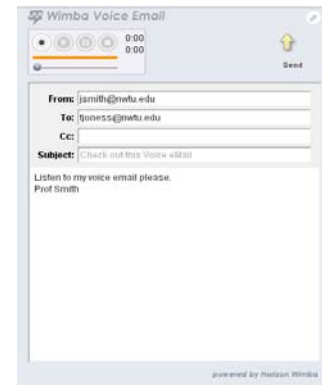 Wimba Voice Email
0:00
0:00
Send
From: jsmith@nwtu.edu
To: tjoness@nwtu.edu
Cc:
Subject: Check out this Voice eMail
Listen to my voice email please.
Prof Smith
powered by Horizon Wimba